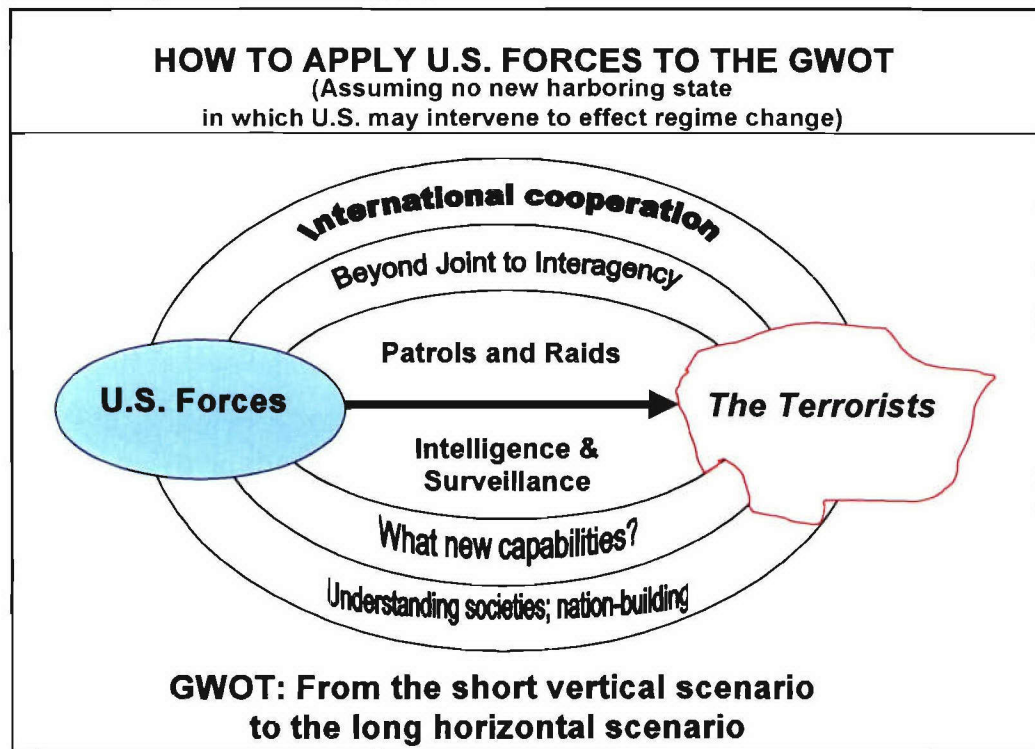 HOW TO APPLY U.S. FORCES TO THE GWOT
(Assuming no new harboring state
in which U.S. may intervene to effect regime change)
International cooperation
Beyond Joint to Interagency
Patrols and Raids
U.S. Forces
The Terrorists
Intelligence &
Surveillance
What new capabilities?
Understanding societies; nation-building
GWOT: From the short vertical scenario
to the long horizontal scenario